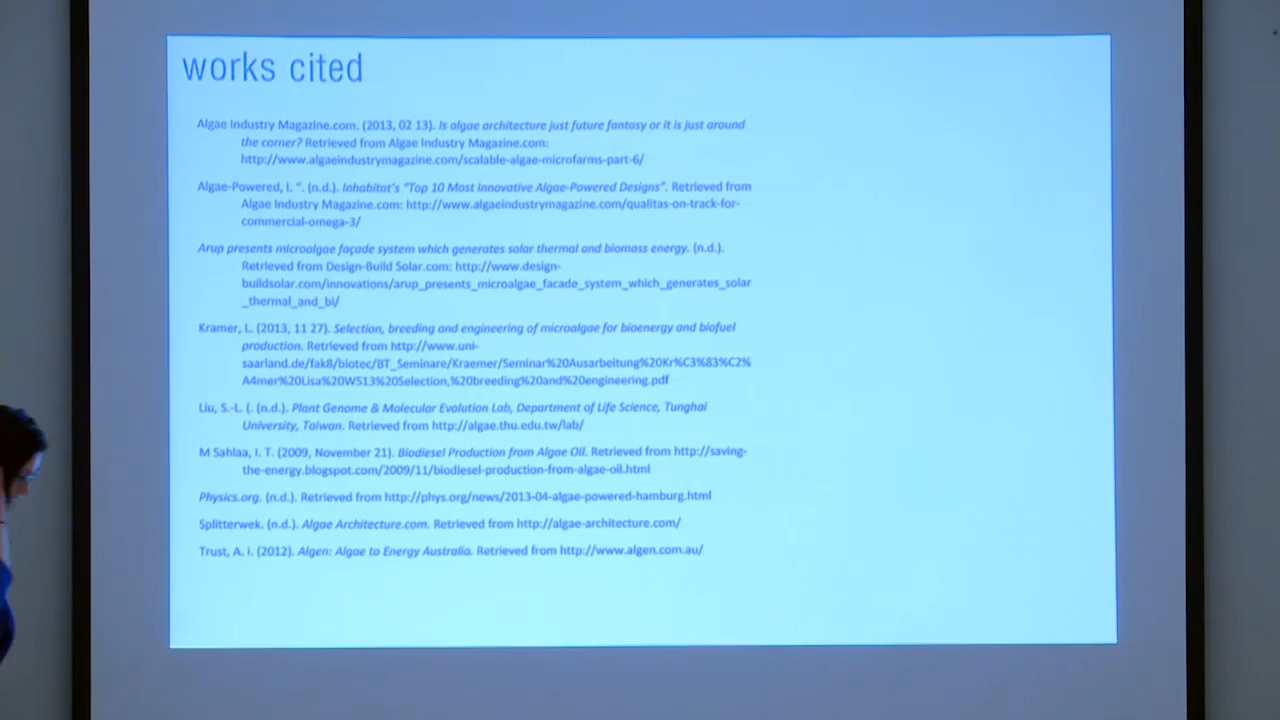 works cited
Algae Industry Magazine.com. (2013, 02 13). Is algae architecture just future fantasy or it is just around
the corner? Retrieved from Algae Industry Magazine.com:
http://www.algaeindustrymagazine.com/scalable-algae-microfarms-part-6/
Algae-Powered, I. ". (n.d.). Inhabitat's "Top 10 Most Innovative Algae-Powered Designs". Retrieved from
Algae Industry Magazine.com: http://www.algaeindustrymagazine.com/qualitas-on-track-for-
commercial-omega-3/
Arup presents microalgae façade system which generates solar thermal and biomass energy. (n.d.).
Retrieved from Design-Build Solar.com: http://www.design-
buildsolar.com/innovations/arup_presents_microalgae_facade_system_which_generates_solar
_thermal_and_bi/
Kramer, L. (2013, 11 27). Selection, breeding and engineering of microalgae for bioenergy and biofuel
production. Retrieved from http://www.uni-
saarland.de/fak8/biotec/BT_Seminare/Kraemer/Seminar%20Ausarbeitung%20Kr%C3%83%C2%
A4mer%20Lisa%20WS13%20Selection,%20breeding%20and%20engineering.pdf
Liu, S.-L. (. (n.d.). Plant Genome & Molecular Evolution Lab, Department of Life Science, Tunghai
University, Taiwan. Retrieved from http://algae.thu.edu.tw/lab/
M Sahlaa, I. T. (2009, November 21). Biodiesel Production from Algae Oil. Retrieved from http://saving-
the-energy.blogspot.com/2009/11/biodiesel-production-from-algae-oil.html
Physics.org. (n.d.). Retrieved from http://phys.org/news/2013-04-algae-powered-hamburg.html
Splitterwek. (n.d.). Algae Architecture.com. Retrieved from http://algae-architecture.com/
Trust, A. i. (2012). Algen: Algae to Energy Australia. Retrieved from http://www.algen.com.au/